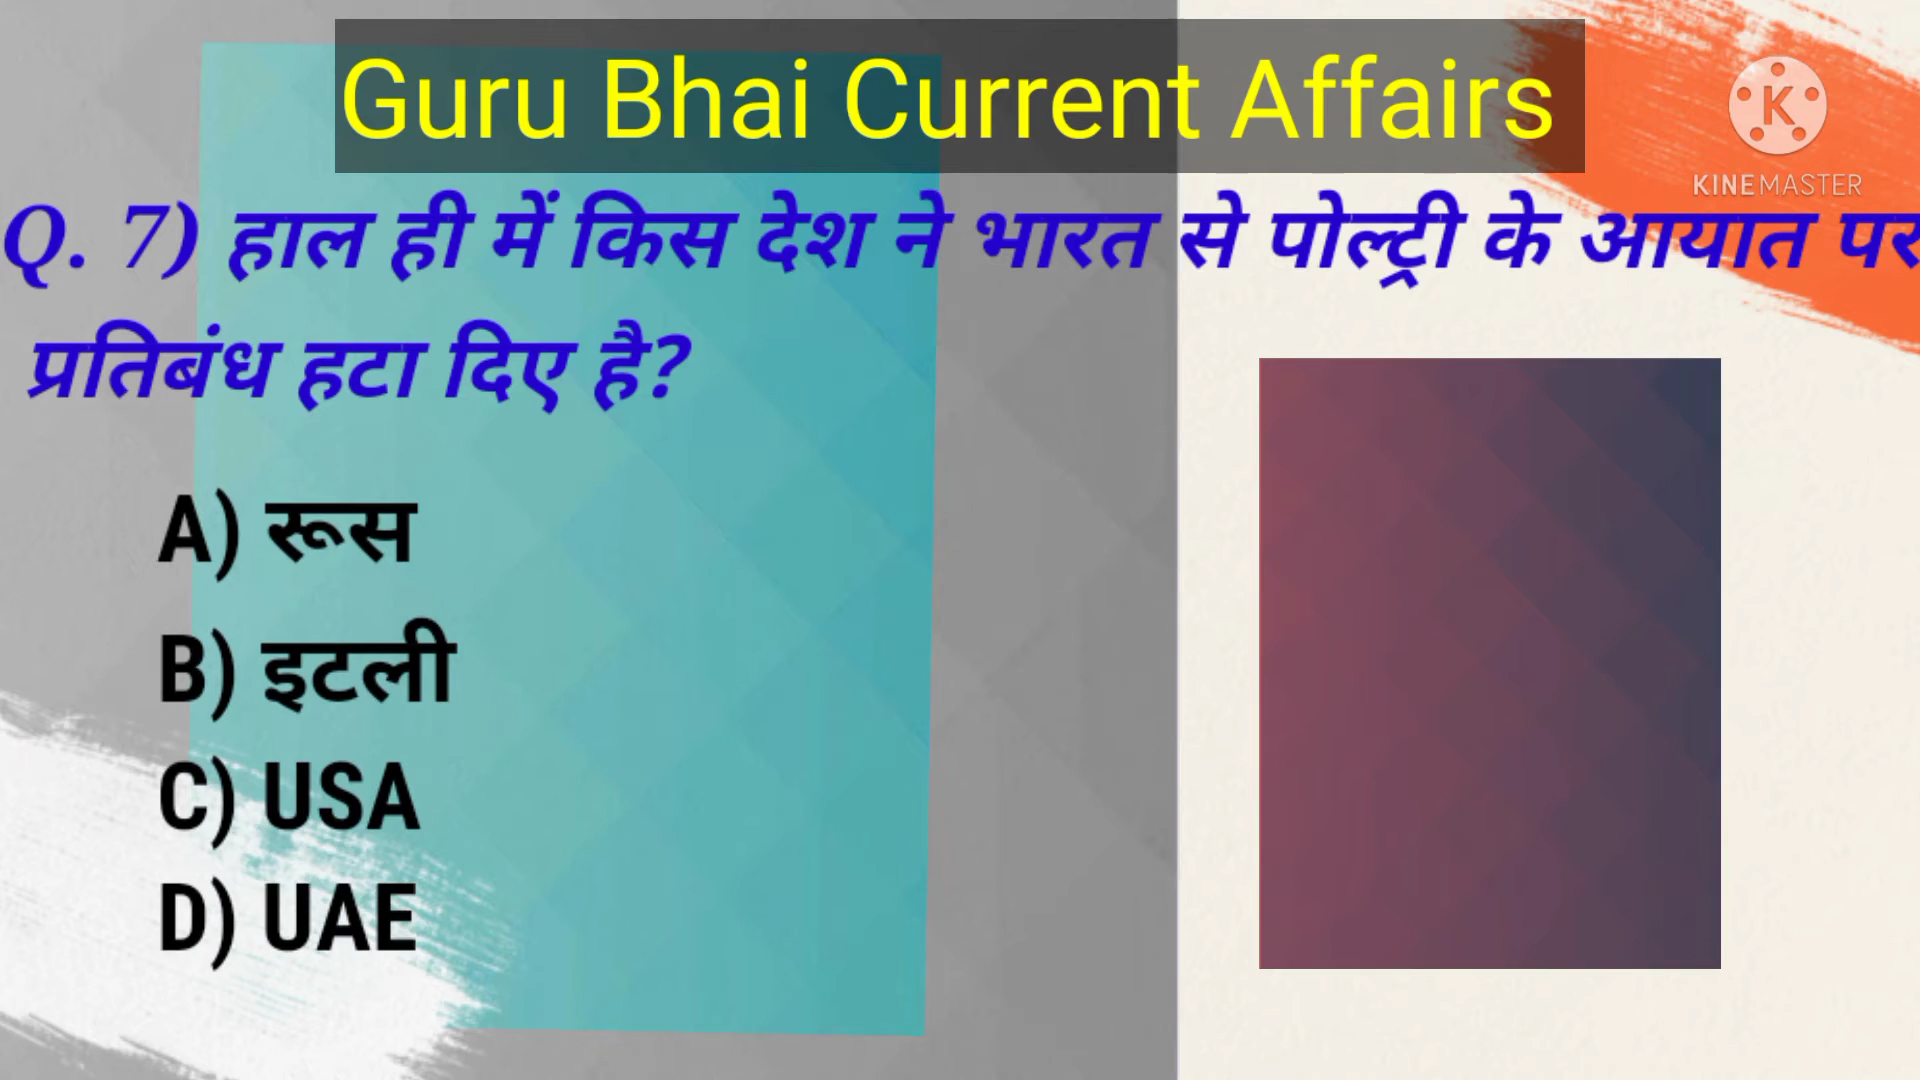 Guru Bhai Current Affairs
KINEMASTER
Q. 7) हाल ही में किस देश ने भारत से पोल्ट्री के आयात पर
प्रतिबंध हटा दिए है?
A) रूस
B) इटली
C) USA
D) UAE